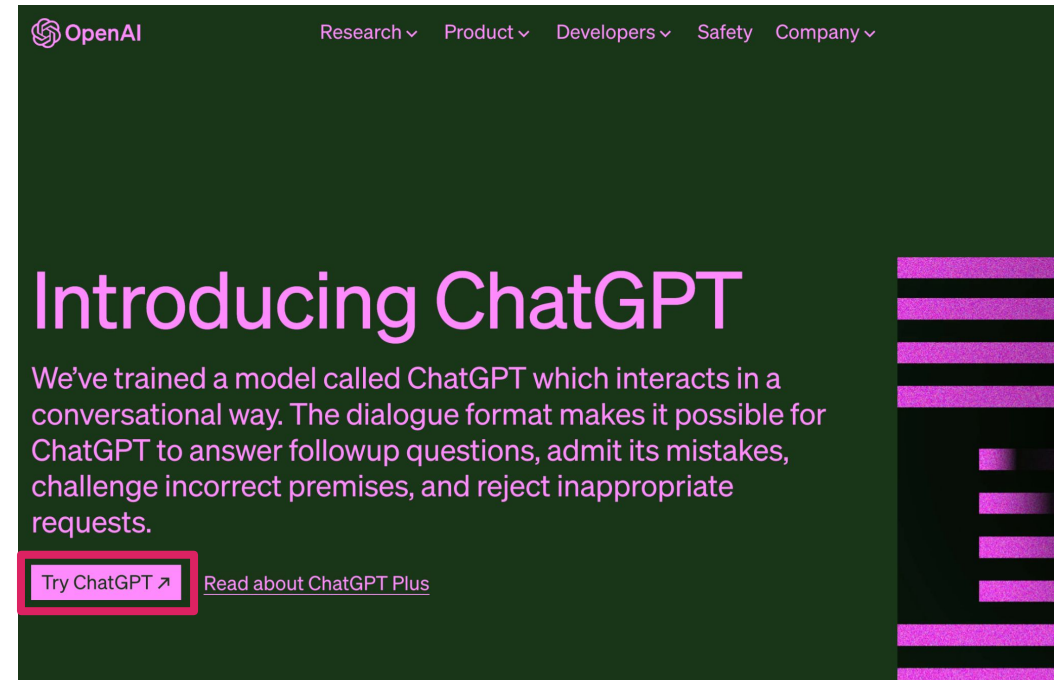 OpenAI Research Product Developers Safety Company
Introducing ChatGPT
We’ve trained a model called ChatGPT which interacts in a
conversational way. The dialogue format makes it possible for
ChatGPT to answer followup questions, admit its mistakes,
challenge incorrect premises, and reject inappropriate
requests.
Try ChatGPT ↗ Read about ChatGPT Plus